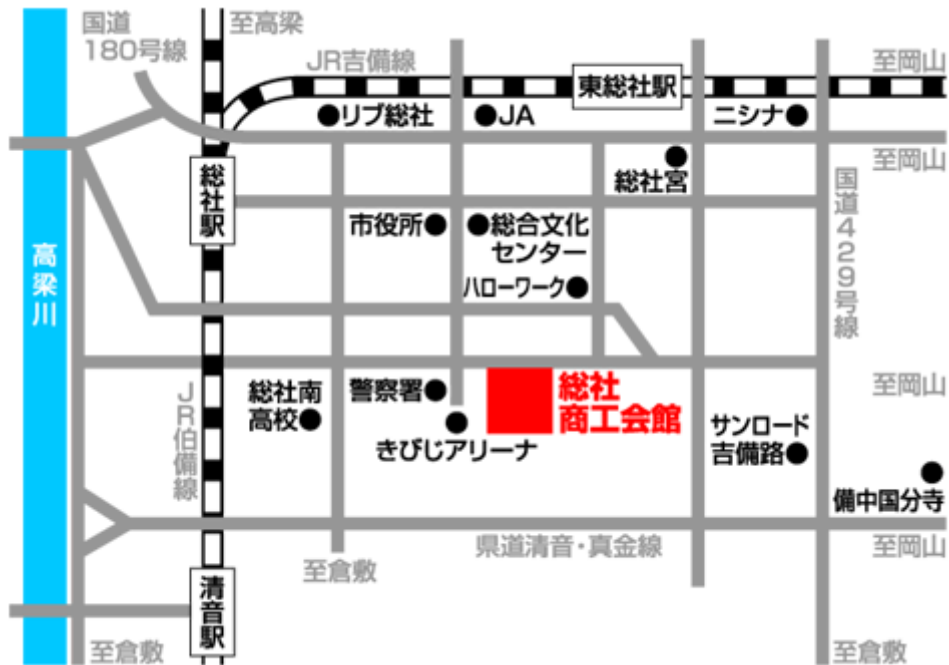 国道
180号線
至高梁
JR吉備線
東総社駅
至岡山
リブ総社
JA
ニシナ
至岡山
総社宮
総社駅
国道429号線
市役所
総合文化
センター
高梁川
ハローワーク
総社南
高校
警察署
総社
商工会館
至岡山
JR伯備線
きびじアリーナ
サンロード
吉備路
備中国分寺
県道清音・真金線
至岡山
至倉敷
清音駅
至倉敷
至倉敷